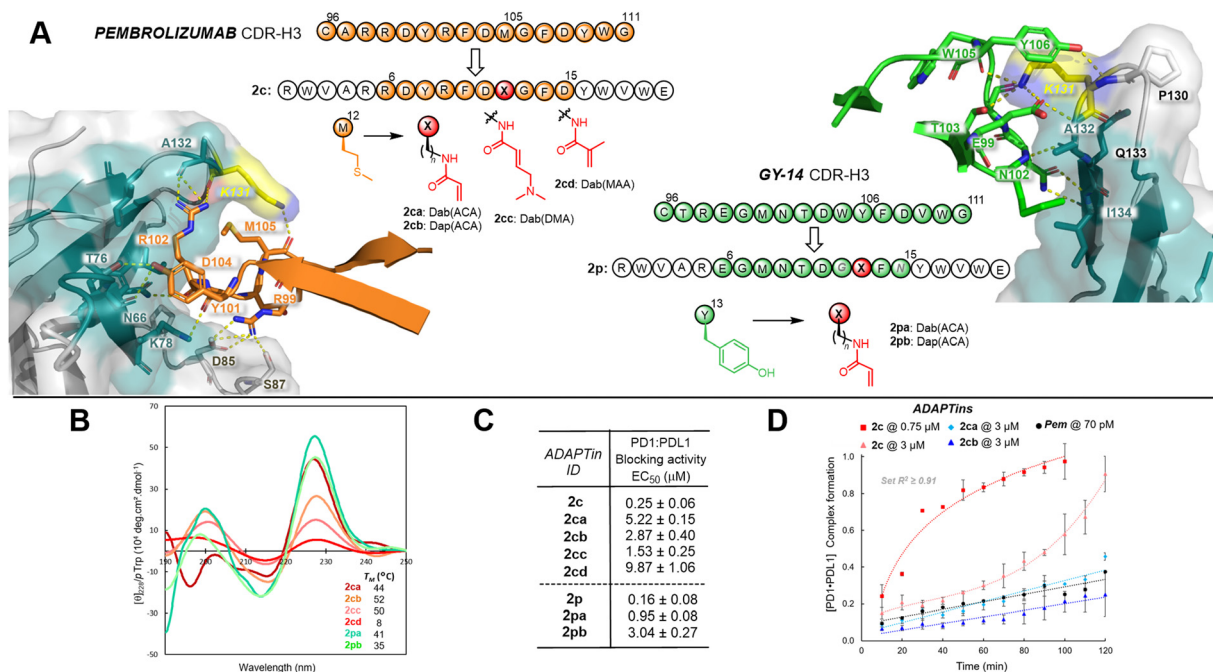 A
PEMBROLIZUMAB CDR-H3
96 105 111
C A R R D Y R F D M G F D Y W G
6 15
2c: R W V A R R D Y R F D X G F D Y W V W E
12
M X
S
n
NH
O
NH
O
N
NH
O
2cd: Dab(MAA)
2ca: Dab(ACA)
2cb: Dap(ACA)
2cc: Dab(DMA)
A132
K131
R102
M105
T76
D104
R99
Y101
N66
K78
D85
S87
W105
Y106
K131
P130
T103
E99
A132
Q133
N102
I134
GY-14 CDR-H3
96 106 111
C T R E G M N T D W Y F D V W G
6 15
2p: R W V A R E G M N T D G X F N Y W V W E
13
Y X
OH
n
NH
O
2pa: Dab(ACA)
2pb: Dap(ACA)
B
[θ]228/ρTrp (10⁴ deg.cm².dmol⁻¹)
70
50
30
10
-10
-30
-50
190 200 210 220 230 240 250
Wavelength (nm)
TM (°C)
2ca 44
2cb 52
2cc 50
2cd 8
2pa 41
2pb 35
C
ADAPTin ID
PD1:PDL1 Blocking activity EC50 (μM)
2c 0.25 ± 0.06
2ca 5.22 ± 0.15
2cb 2.87 ± 0.40
2cc 1.53 ± 0.25
2cd 9.87 ± 1.06
2p 0.16 ± 0.08
2pa 0.95 ± 0.08
2pb 3.04 ± 0.27
D
ADAPTins
2c @ 0.75 μM 2ca @ 3 μM Pem @ 70 pM
2c @ 3 μM 2cb @ 3 μM
Set R² ≥ 0.91
[PD1+PDL1] Complex formation
1.0
0.8
0.6
0.4
0.2
0.0
0 20 40 60 80 100 120
Time (min)